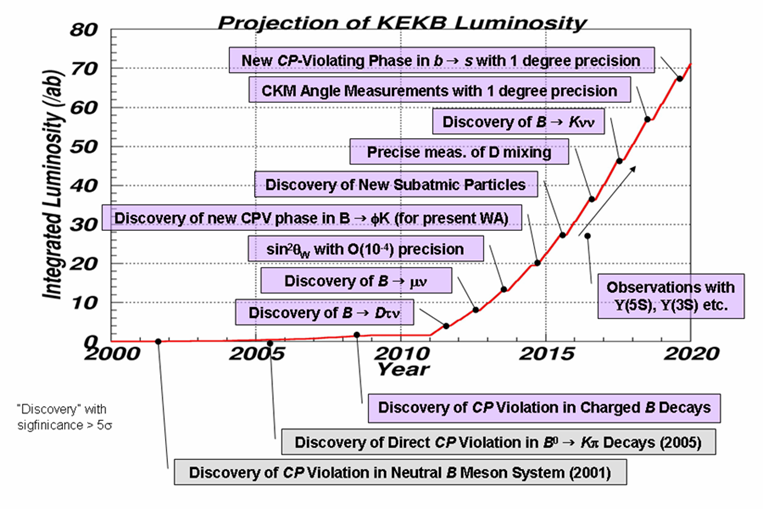 Projection of KEKB Luminosity
Integrated Luminosity (/ab)
80
70
60
50
40
30
20
10
0
New CP-Violating Phase in b → s with 1 degree precision
CKM Angle Measurements with 1 degree precision
Discovery of B → Kνν
Precise meas. of D mixing
Discovery of New Subatmic Particles
Discovery of new CPV phase in B → ϕK (for present WA)
sin²θW with O(10⁻⁴) precision
Discovery of B → μν
Discovery of B → Dτν
Observations with
Υ(5S), Υ(3S) etc.
2000
2005
2010
2015
2020
Year
"Discovery" with
sigfinicance > 5σ
Discovery of CP Violation in Charged B Decays
Discovery of Direct CP Violation in B⁰ → Kπ Decays (2005)
Discovery of CP Violation in Neutral B Meson System (2001)